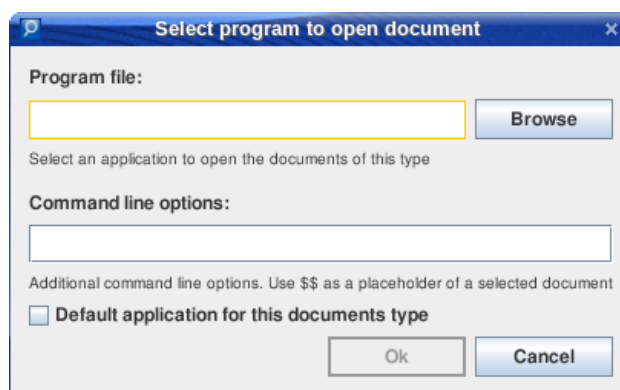 Select program to open document
Program file:
Browse
Select an application to open the documents of this type
Command line options:
Additional command line options. Use $$ as a placeholder of a selected document
Default application for this documents type
Ok Cancel